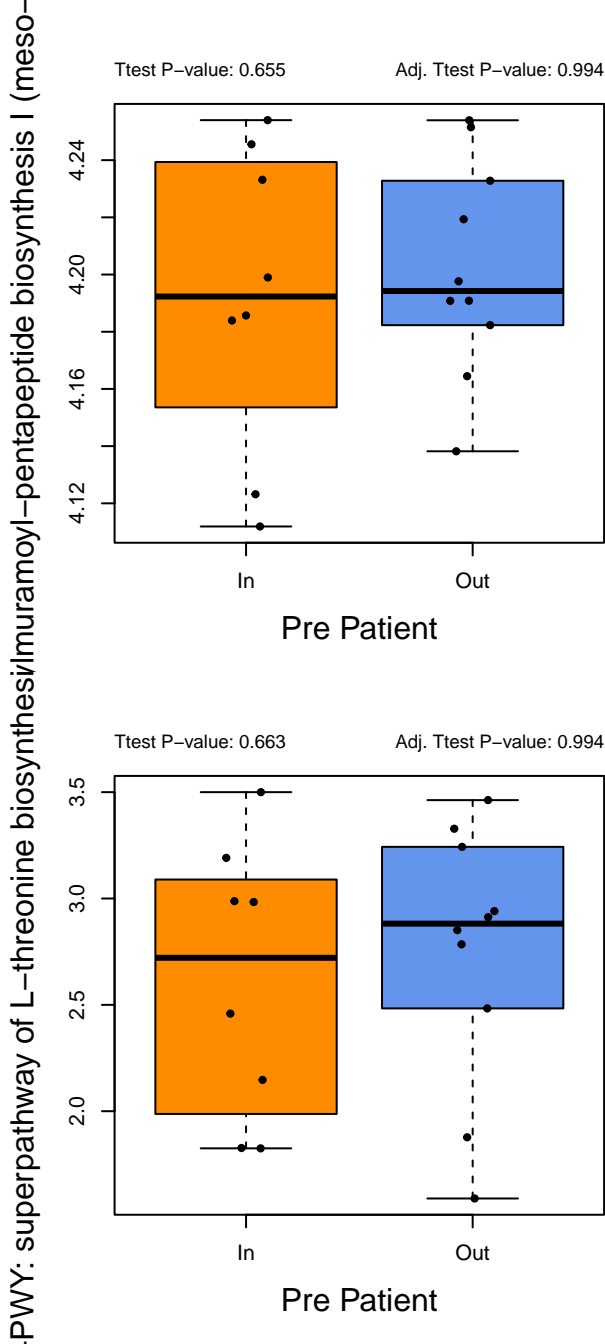 −PWY: superpathway of L−threonine biosynthesi
lmuramoyl−pentapeptide biosynthesis I (meso−
Ttest P−value: 0.655
Adj. Ttest P−value: 0.994
4.24
4.20
4.16
4.12
In
Out
Pre Patient
Ttest P−value: 0.663
Adj. Ttest P−value: 0.994
3.5
3.0
2.5
2.0
In
Out
Pre Patient